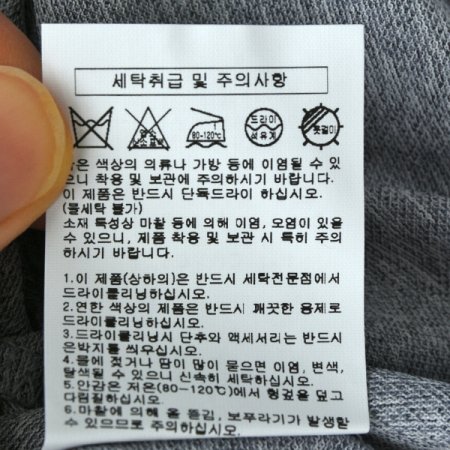 세탁취급 및 주의사항
80-120℃
드라이
석유계
옷걸이
은 색상의 의류나 가방 등에 이염될 수 있
으니 착용 및 보관에 주의하시기 바랍니다.
이 제품은 반드시 단독드라이 하십시오.
(물세탁 불가)
소재 특성상 마찰 등에 의해 이염, 오염이 있을
수 있으니, 제품 착용 및 보관 시 특히 주의
하시기 바랍니다.
1.이 제품(상하의)은 반드시 세탁전문점에서
드라이클리닝하십시오.
2.연한 색상의 제품은 반드시 깨끗한 용제로
드라이클리닝하십시오.
3.드라이클리닝시 단추와 액세서리는 반드시
은박지를 씌우십시오.
4.물에 젖거나 땀이 많이 묻으면 이염, 변색,
탈색될 수 있으니 신속히 세탁하십시오.
5.안감은 저온(80-120℃)에서 헝겊을 덮고
다림질하십시오.
6.마찰에 의해 올 뜯김, 보푸라기가 발생할
수 있으므로 주의하십시오.